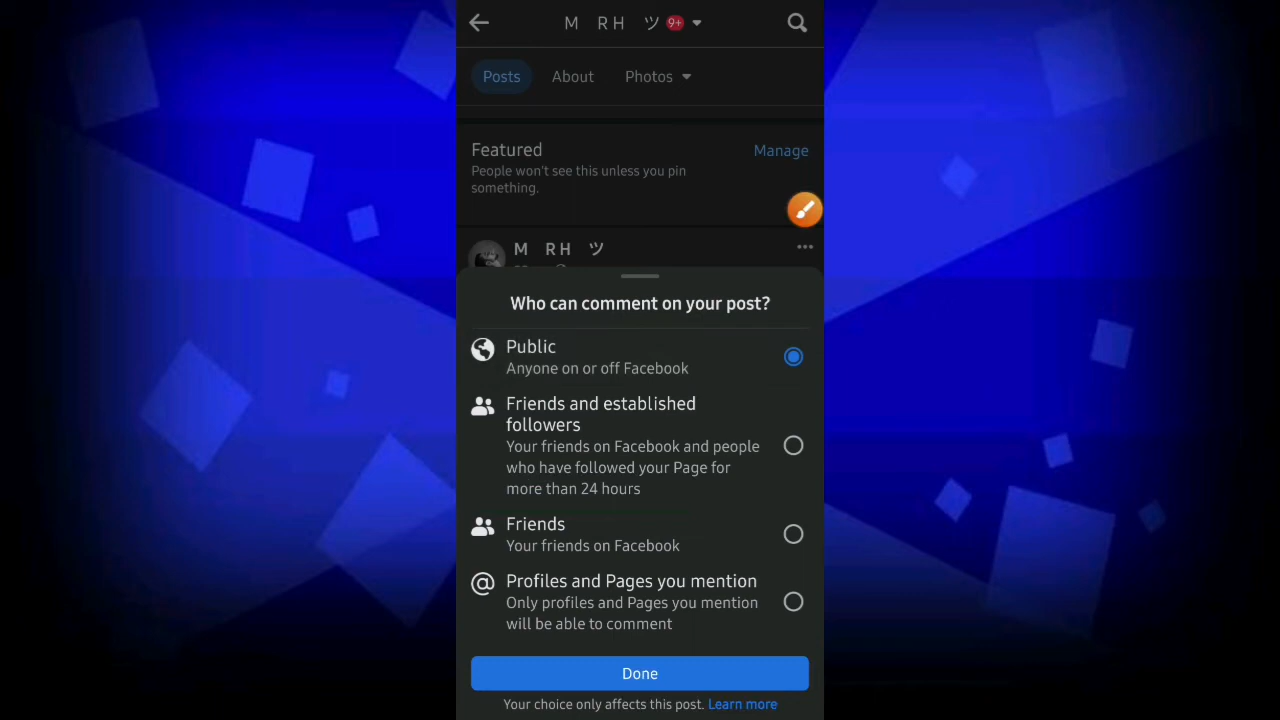 M RH ツ 9+
Posts About Photos
Featured
Manage
People won't see this unless you pin
something.
M RH ツ
Who can comment on your post?
Public
Anyone on or off Facebook
Friends and established
followers
Your friends on Facebook and people
who have followed your Page for
more than 24 hours
Friends
Your friends on Facebook
@ Profiles and Pages you mention
Only profiles and Pages you mention
will be able to comment
Done
Your choice only affects this post. Learn more